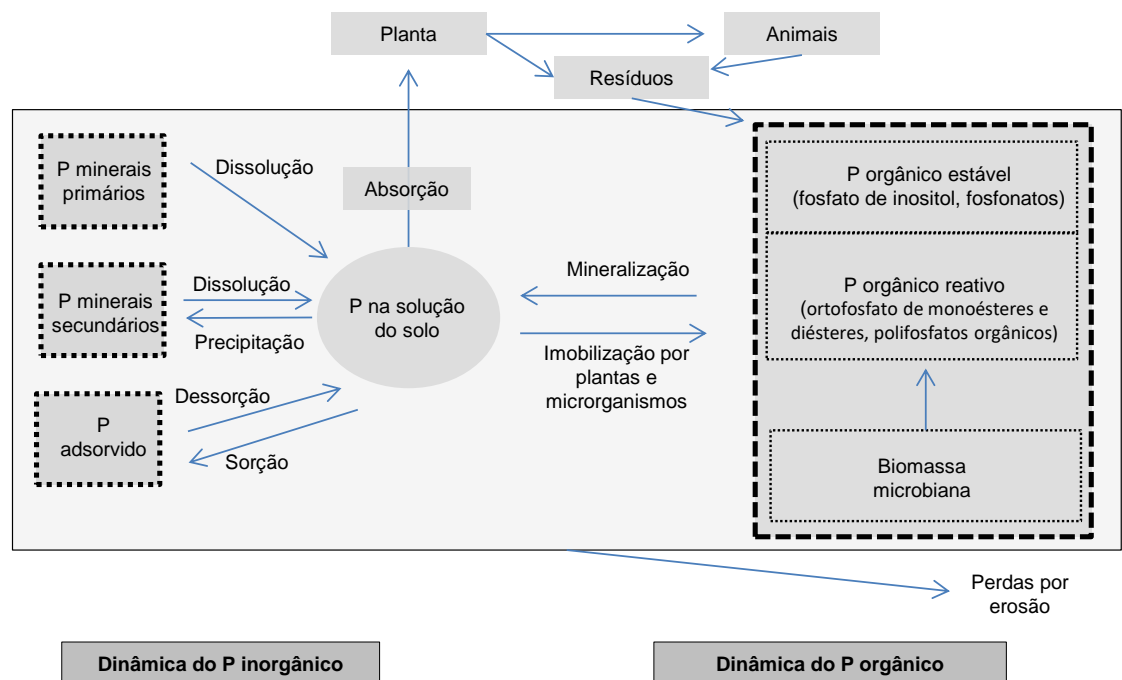 Planta
Animais
Resíduos
P minerais
primários
Dissolução
Absorção
P orgânico estável
(fosfato de inositol, fosfonatos)
P minerais
secundários
Dissolução
Precipitação
P na solução
do solo
Mineralização
Imobilização por
plantas e
microrganismos
P orgânico reativo
(ortofosfato de monoésteres e
diésteres, polifosfatos orgânicos)
P
adsorvido
Dessorção
Sorção
Biomassa
microbiana
Perdas por
erosão
Dinâmica do P inorgânico
Dinâmica do P orgânico